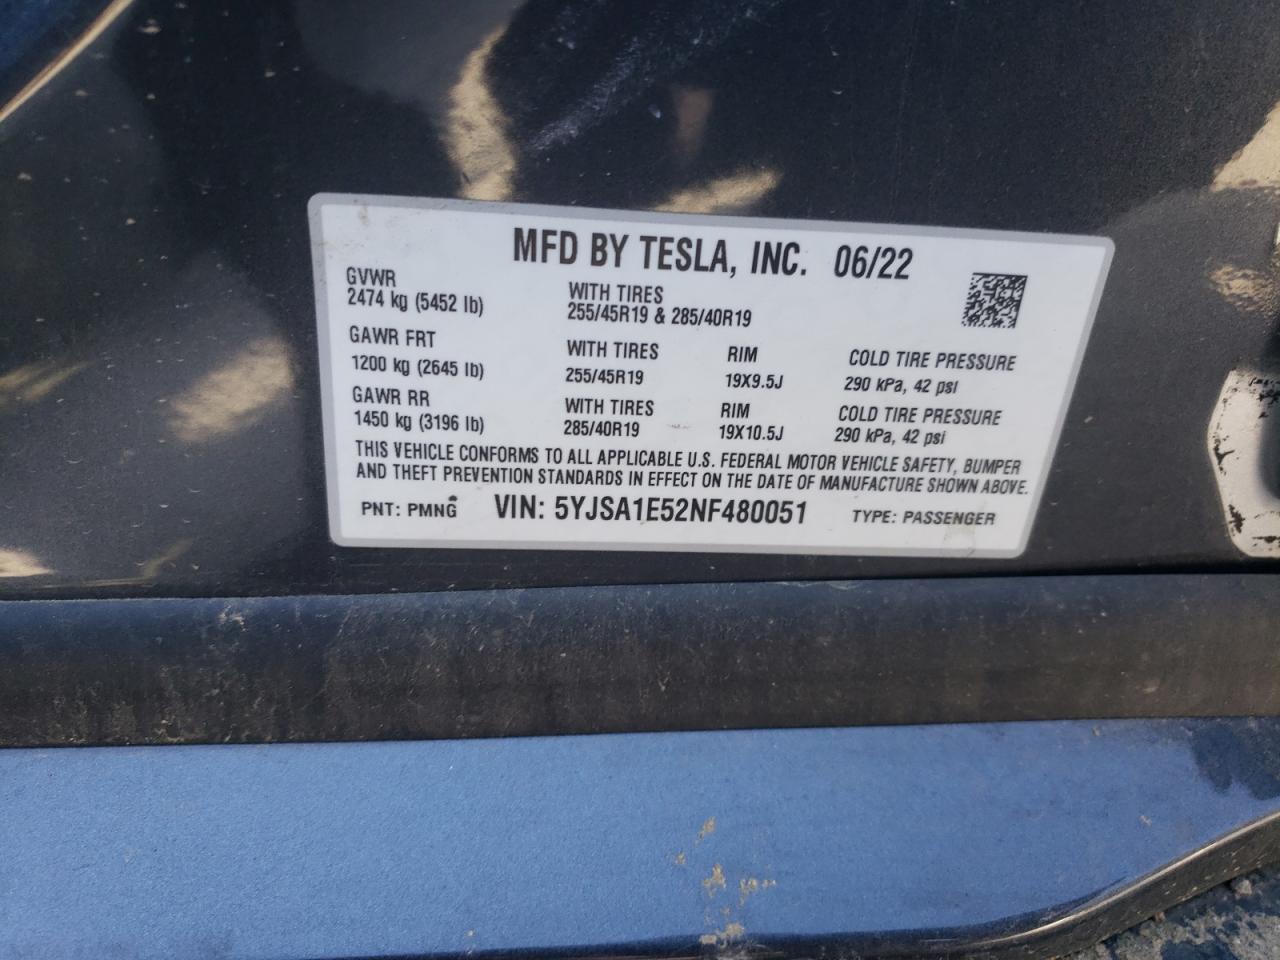 MFD BY TESLA, INC. 06/22
GVWR
2474 kg (5452 lb)
WITH TIRES
255/45R19 & 285/40R19
GAWR FRT
1200 kg (2645 lb)
WITH TIRES
255/45R19
RIM
19X9.5J
COLD TIRE PRESSURE
290 kPa, 42 psi
GAWR RR
1450 kg (3196 lb)
WITH TIRES
285/40R19
RIM
19X10.5J
COLD TIRE PRESSURE
290 kPa, 42 psi
THIS VEHICLE CONFORMS TO ALL APPLICABLE U.S. FEDERAL MOTOR VEHICLE SAFETY, BUMPER
AND THEFT PREVENTION STANDARDS IN EFFECT ON THE DATE OF MANUFACTURE SHOWN ABOVE.
PNT: PMNG VIN: 5YJSA1E52NF480051 TYPE: PASSENGER